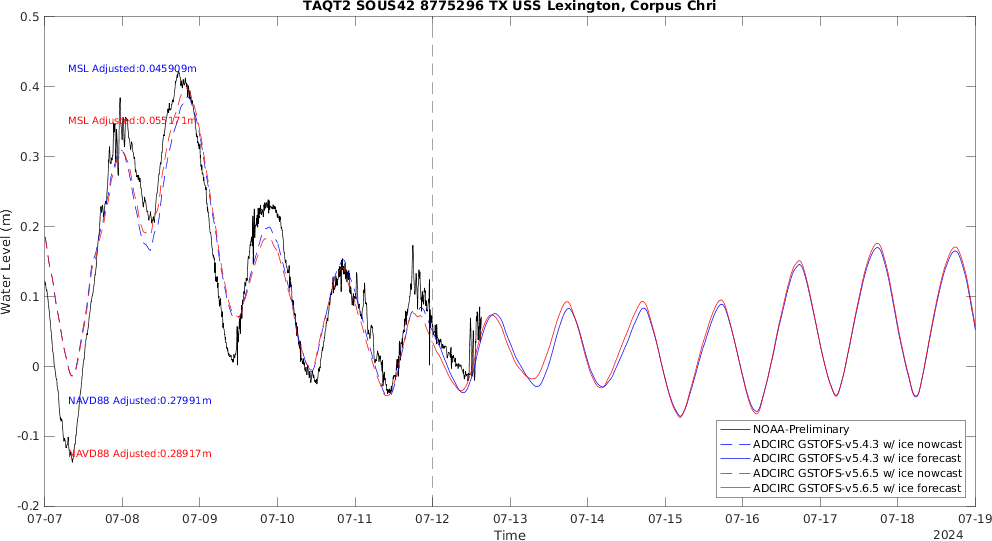 TAQT2 SOUS42 8775296 TX USS Lexington, Corpus Chri
0.5
0.4
0.3
0.2
0.1
0
-0.1
-0.2
Water Level (m)
MSL Adjusted:0.045909m
MSL Adjusted:0.055171m
NAVD88 Adjusted:0.27991m
NAVD88 Adjusted:0.28917m
NOAA-Preliminary
ADCIRC GSTOFS-v5.4.3 w/ ice nowcast
ADCIRC GSTOFS-v5.4.3 w/ ice forecast
ADCIRC GSTOFS-v5.6.5 w/ ice nowcast
ADCIRC GSTOFS-v5.6.5 w/ ice forecast
07-07 07-08 07-09 07-10 07-11 07-12 07-13 07-14 07-15 07-16 07-17 07-18 07-19
Time
2024